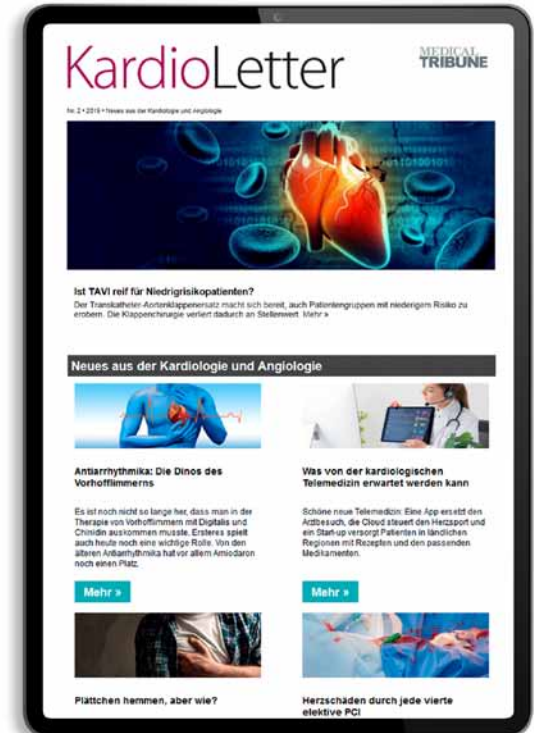 KardioLetter
MEDICAL
TRIBUNE
Nr. 2 • 2019 • Neues aus der Kardiologie und Angiologie
Ist TAVI reif für Niedrigrisikopatienten?
Der Transkatheter-Aortenklappenersatz macht sich bereit, auch Patientengruppen mit niederigem Risiko zu
erobern. Die Klappenchirurgie verliert dadurch an Stellenwert. Mehr »
Neues aus der Kardiologie und Angiologie
Antiarrhythmika: Die Dinos des
Vorhofflimmerns
Es ist noch nicht so lange her, dass man in der
Therapie von Vorhofflimmern mit Digitalis und
Chinidin auskommen musste. Ersteres spielt
auch heute noch eine wichtige Rolle. Von den
älteren Antiarrhythmika hat vor allem Amiodaron
noch einen Platz.
Mehr »
Was von der kardiologischen
Telemedizin erwartet werden kann
Schöne neue Telemedizin: Eine App ersetzt den
Arztbesuch, die Cloud steuert den Herzsport und
ein Start-up versorgt Patienten in ländlichen
Regionen mit Rezepten und den passenden
Medikamenten.
Mehr »
Plättchen hemmen, aber wie?
Herzschäden durch jede vierte
elektive PCI